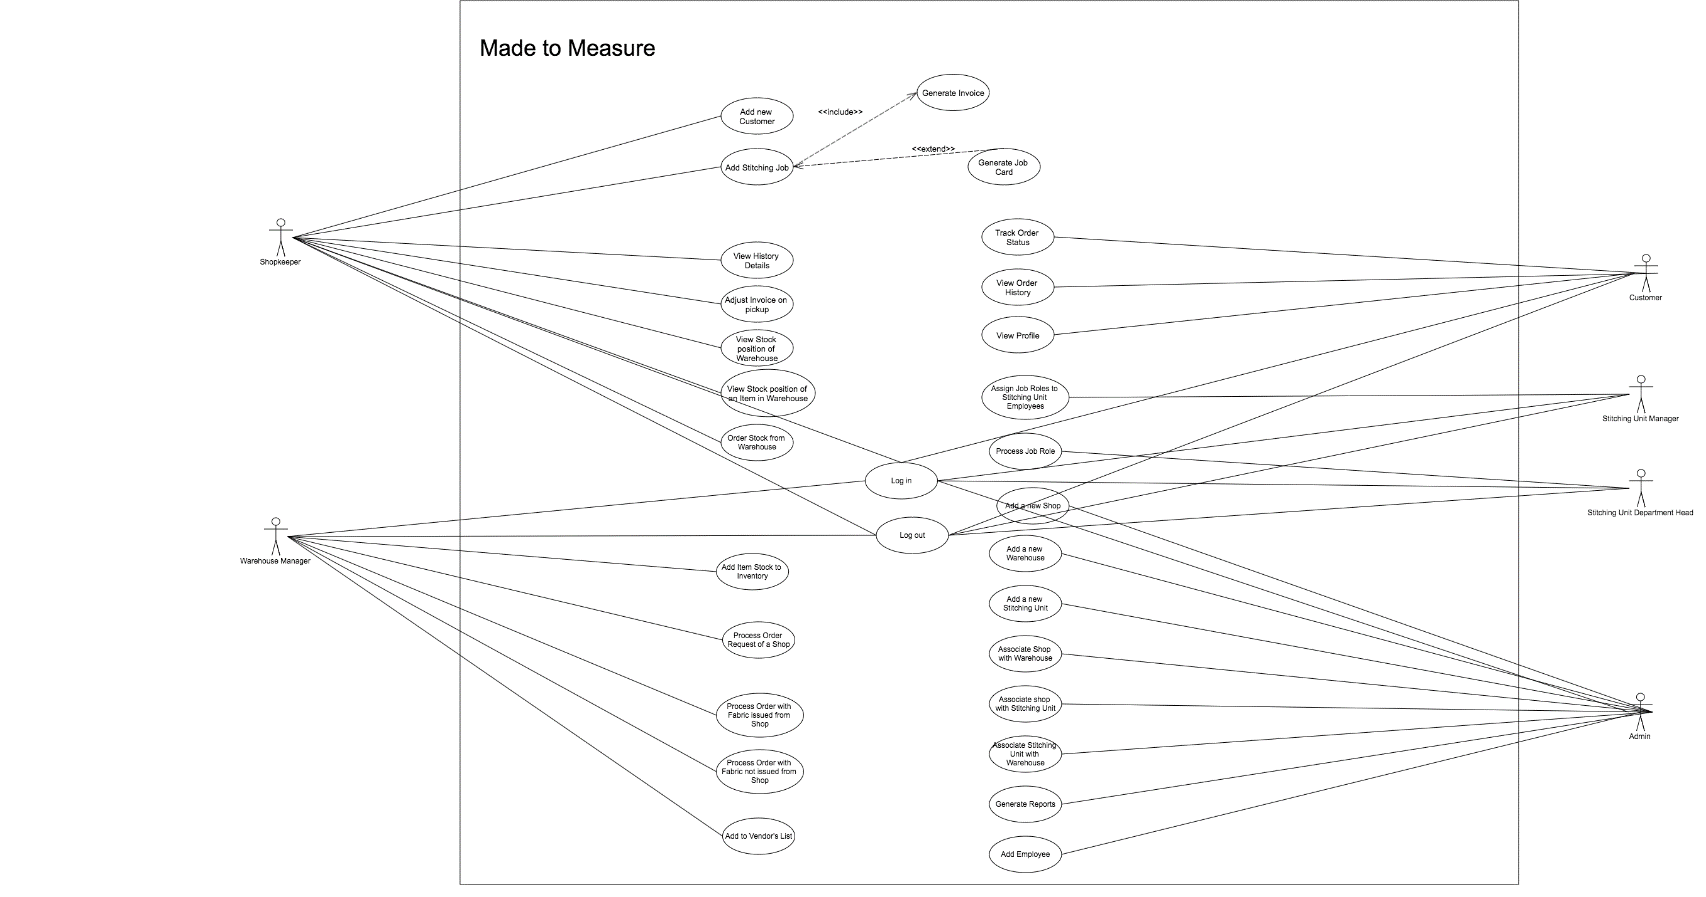 Made to Measure
Generate Invoice
Add new
Customer
<<include>>
<<extend>>
Add Stitching Job
Generate Job
Card
Shopkeeper
Track Order
Status
View History
Details
View Order
History
Customer
Adjust Invoice on
pickup
View Stock
position of
Warehouse
View Profile
View Stock position of
an Item in Warehouse
Assign Job Roles to
Stitching Unit
Employees
Stitching Unit Manager
Order Stock from
Warehouse
Process Job Role
Log in
Add a new Shop
Stitching Unit Department Head
Log out
Warehouse Manager
Add a new
Warehouse
Add Item Stock to
Inventory
Add a new
Stitching Unit
Process Order
Request of a Shop
Associate Shop
with Warehouse
Process Order with
Fabric issued from
Shop
Associate shop
with Stitching Unit
Admin
Associate Stitching
Unit with
Warehouse
Process Order with
Fabric not issued from
Shop
Generate Reports
Add to Vendor's List
Add Employee